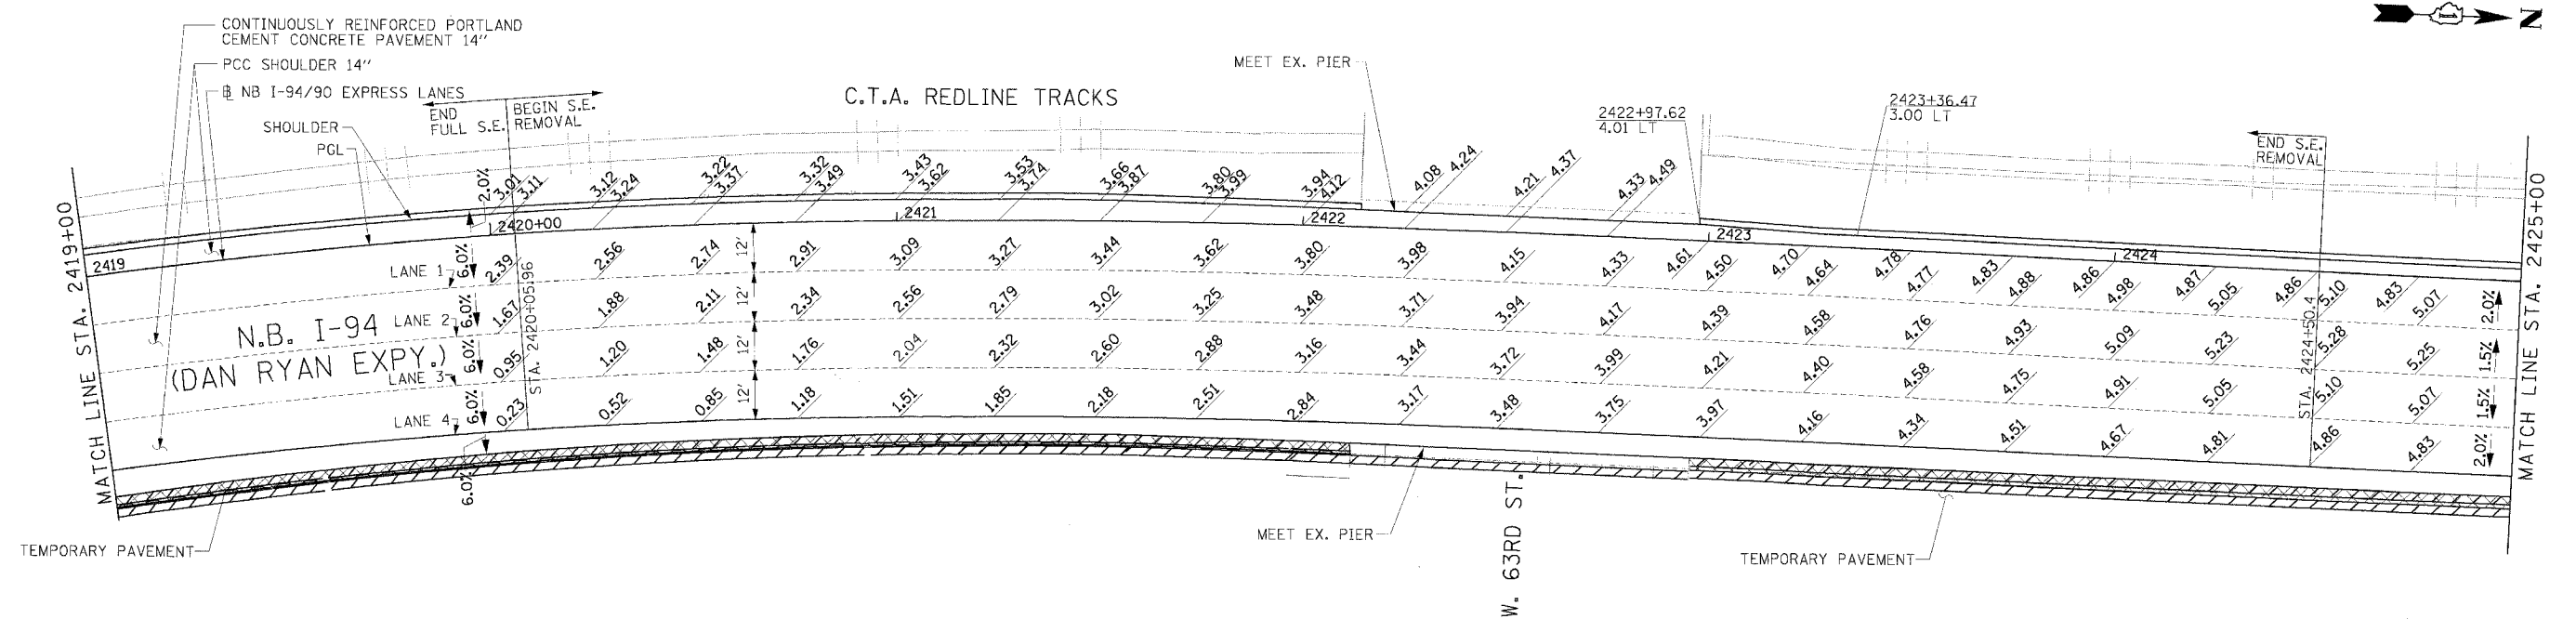 CONTINUOUSLY REINFORCED PORTLAND
CEMENT CONCRETE PAVEMENT 14"
PCC SHOULDER 14"
℄ NB I-94/90 EXPRESS LANES
SHOULDER
PGL
END
FULL S.E.
BEGIN S.E.
REMOVAL
C.T.A. REDLINE TRACKS
MEET EX. PIER
2422+97.62
4.01 LT
2423+36.47
3.00 LT
END S.E.
REMOVAL
N
MATCH LINE STA. 2419+00
MATCH LINE STA. 2425+00
2.0%
3.01 3.12 3.22 3.32 3.43 3.53 3.66 3.80 3.94 4.08 4.24 4.21 4.37 4.33 4.49
3.11 3.24 3.37 3.49 3.62 3.74 3.87 3.99 4.12
2419 2420+00 2421 2422 2423 2424
LANE 1 6.0% 2.39 2.56 2.74 2.91 3.09 3.27 3.44 3.62 3.80 3.98 4.15 4.33 4.61 4.50 4.70 4.64 4.78 4.77 4.83 4.88 4.86 4.98 4.87 5.05 4.86 5.10 4.83 5.07 2.0%
12'
N.B. I-94
(DAN RYAN EXPY.)
LANE 2 6.0% 1.67 1.88 2.11 2.34 2.56 2.79 3.02 3.25 3.48 3.71 3.94 4.17 4.39 4.58 4.76 4.93 5.09 5.23 5.28 5.25 1.5%
12'
LANE 3 6.0% 0.95 1.20 1.48 1.76 2.04 2.32 2.60 2.88 3.16 3.44 3.72 3.99 4.21 4.40 4.58 4.75 4.91 5.05 5.10 5.07 1.5%
12'
LANE 4 6.0% 0.23 0.52 0.85 1.18 1.51 1.85 2.18 2.51 2.84 3.17 3.48 3.75 3.97 4.16 4.34 4.51 4.67 4.81 4.86 4.83 2.0%
12'
STA. 2420+05.96
STA. 2424+50.4
6.0%
TEMPORARY PAVEMENT
MEET EX. PIER
W. 63RD ST.
TEMPORARY PAVEMENT